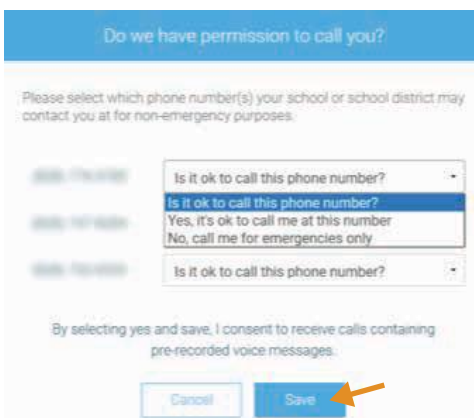 Do we have permission to call you?
Please select which phone number(s) your school or school district may
contact you at for non-emergency purposes.
Is it ok to call this phone number?
Is it ok to call this phone number?
Yes, it's ok to call me at this number
No, call me for emergencies only
Is it ok to call this phone number?
By selecting yes and save, I consent to receive calls containing
pre-recorded voice messages.
Cancel Save